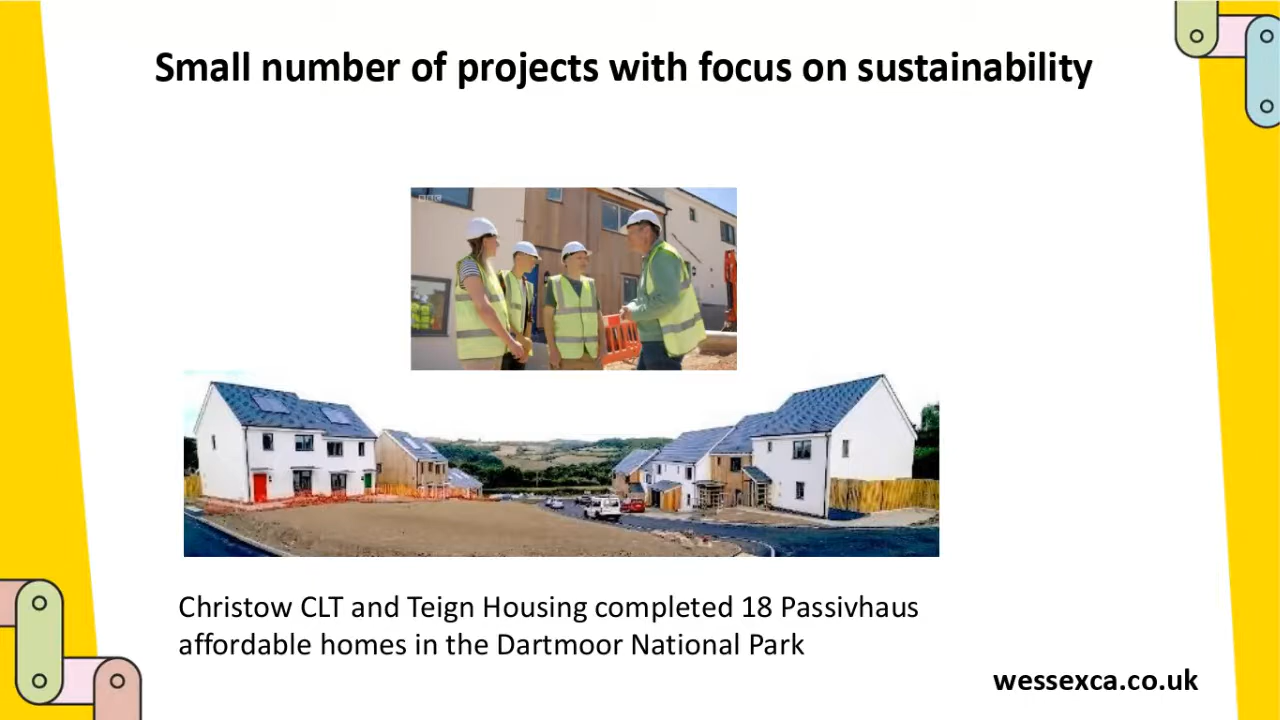 Small number of projects with focus on sustainability
BBC
Christow CLT and Teign Housing completed 18 Passivhaus
affordable homes in the Dartmoor National Park
wessexca.co.uk